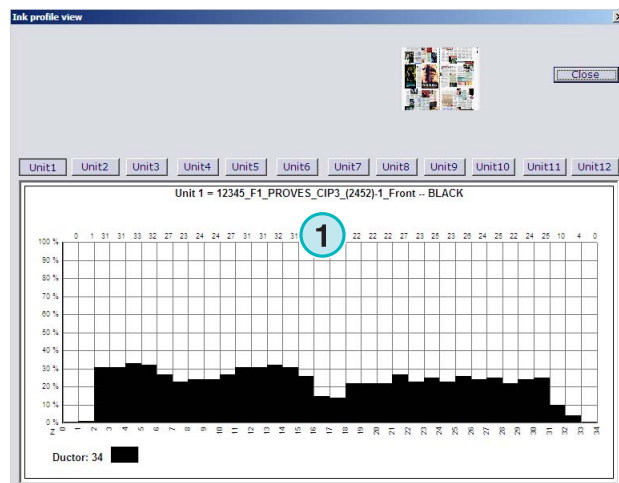 Ink profile view
Close
Unit1 Unit2 Unit3 Unit4 Unit5 Unit6 Unit7 Unit8 Unit9 Unit10 Unit11 Unit12
Unit 1 = 12345_F1_PROVES_CIP3_(2452)-1_Front -- BLACK
0 1 31 31 33 32 27 23 24 24 27 31 31 32 31 1 22 22 22 27 23 25 23 26 24 25 22 24 25 10 4 0
100 %
90 %
80 %
70 %
60 %
50 %
40 %
30 %
20 %
10 %
0 %
Z 0 1 2 3 4 5 6 7 8 9 10 11 12 13 14 15 16 17 18 19 20 21 22 23 24 25 26 27 28 29 30 31 32 33 34
Ductor: 34